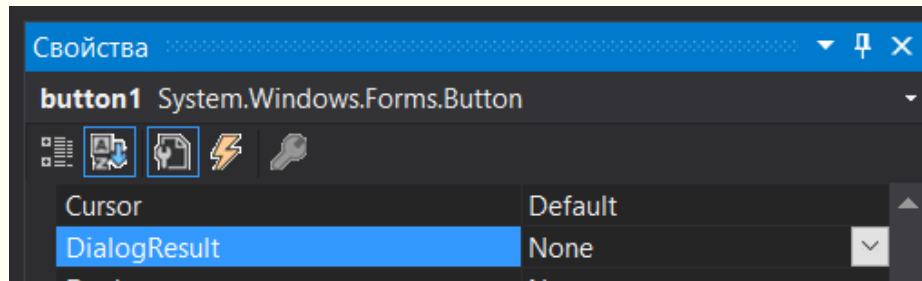 Свойства
button1 System.Windows.Forms.Button
Cursor Default
DialogResult None